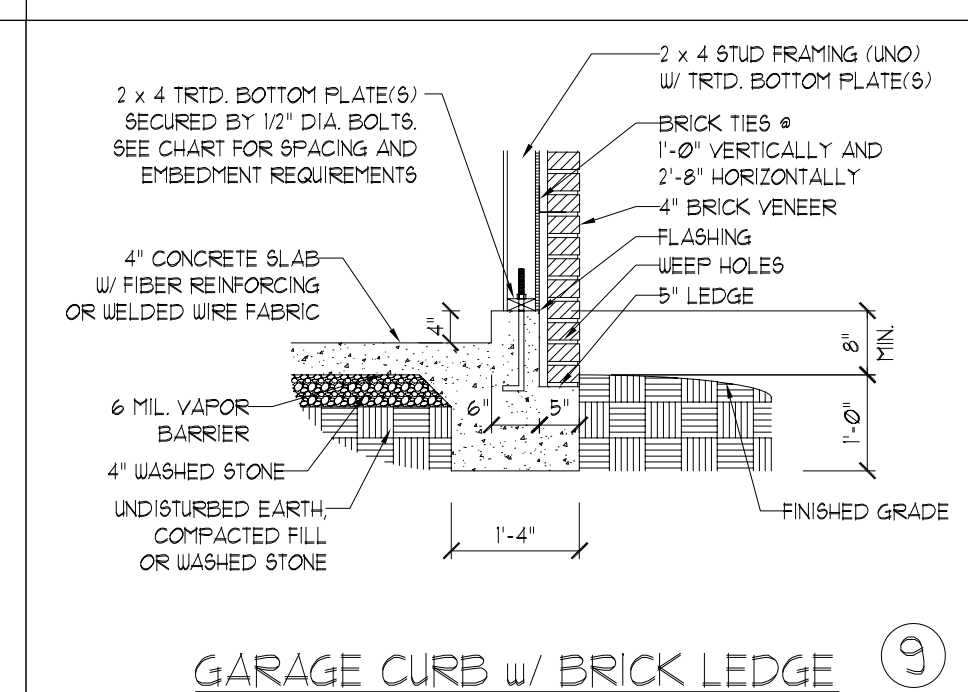 2 x 4 STUD FRAMING (UNO)
W/ TRTD. BOTTOM PLATE(S)
2 x 4 TRTD. BOTTOM PLATE(S)
SECURED BY 1/2" DIA. BOLTS.
SEE CHART FOR SPACING AND
EMBEDMENT REQUIREMENTS
BRICK TIES @
1'-0" VERTICALLY AND
2'-8" HORIZONTALLY
4" BRICK VENEER
FLASHING
WEEP HOLES
5" LEDGE
4" CONCRETE SLAB
W/ FIBER REINFORCING
OR WELDED WIRE FABRIC
4"
8"
MIN.
6 MIL. VAPOR
BARRIER
6"
5"
1'-0"
4" WASHED STONE
UNDISTURBED EARTH,
COMPACTED FILL
OR WASHED STONE
1'-4"
FINISHED GRADE
GARAGE CURB w/ BRICK LEDGE
9